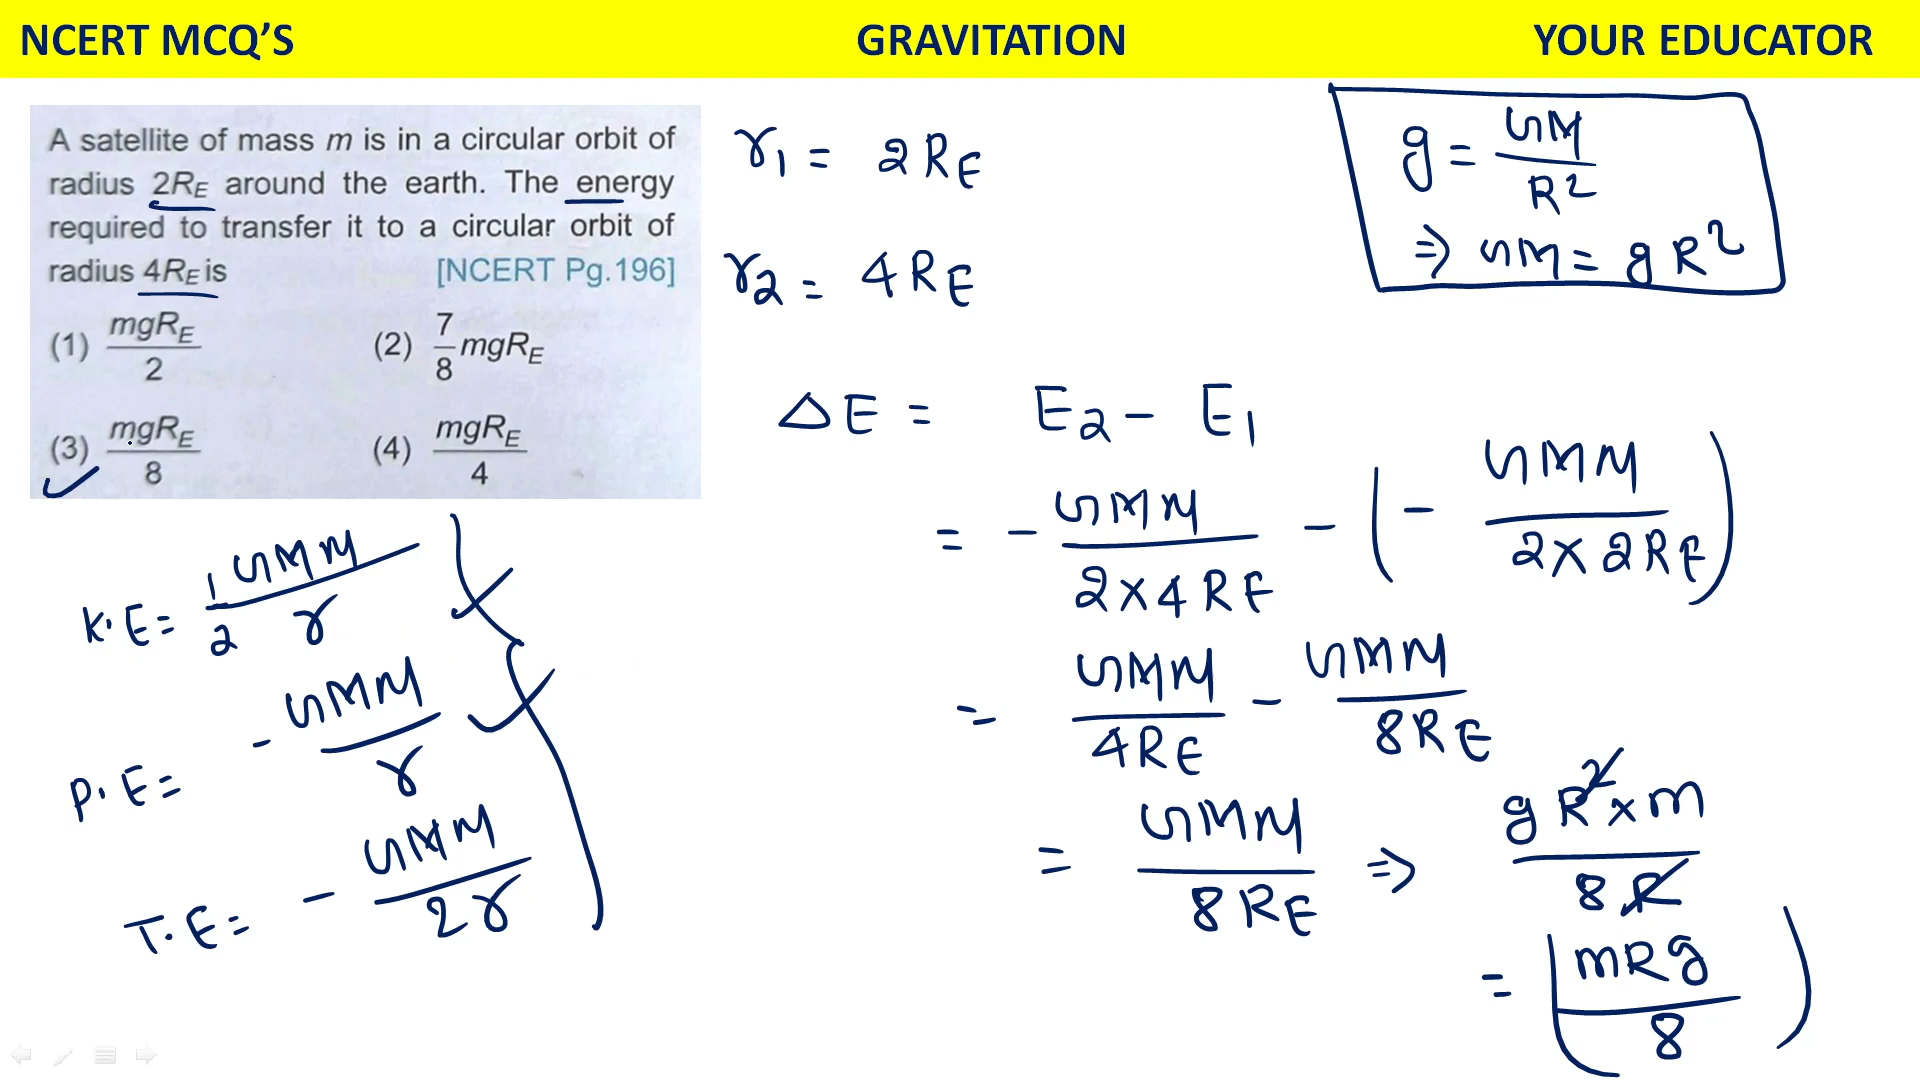 NCERT MCQ'S GRAVITATION YOUR EDUCATOR
A satellite of mass m is in a circular orbit of
radius 2R_E around the earth. The energy
required to transfer it to a circular orbit of
radius 4R_E is [NCERT Pg.196]
(1) mgR_E/2 (2) 7/8 mgR_E
(3) mgR_E/8 (4) mgR_E/4
K.E = 1/2 GMM/r
P.E = - GMM/r
T.E = - GMM/2r
r1 = 2R_E
r2 = 4R_E
g = GM/R²
⇒ GM = gR²
ΔE = E2 - E1
= - GMM/2×4R_E - (- GMM/2×2R_E)
= GMM/4R_E - GMM/8R_E
= GMM/8R_E ⇒ gR²×m/8R
= (mRg/8)